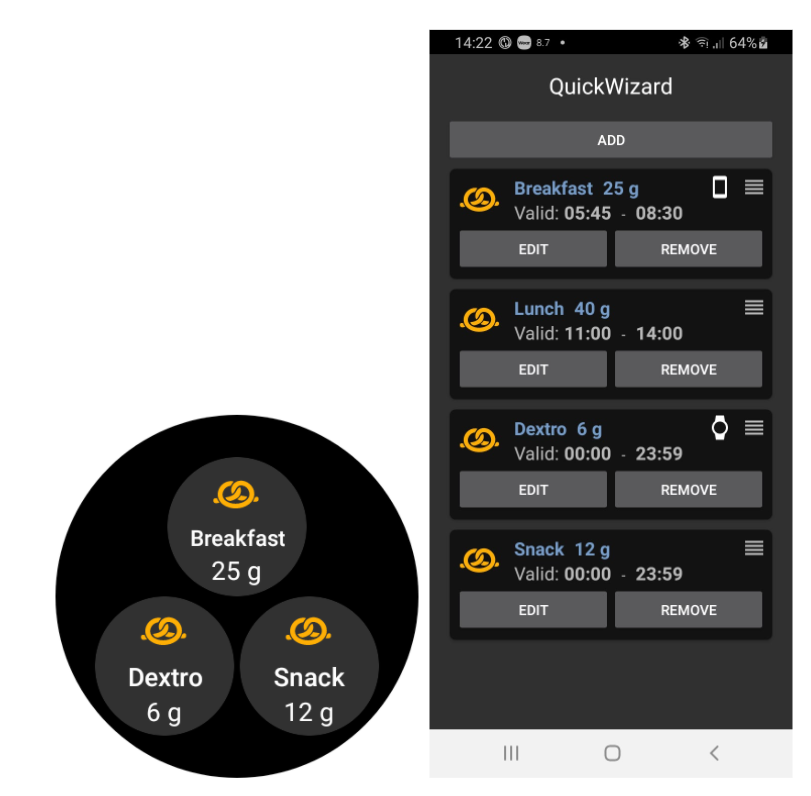 14:22 8.7 64%
QuickWizard
ADD
Breakfast 25 g
Valid: 05:45 - 08:30
EDIT REMOVE
Lunch 40 g
Valid: 11:00 - 14:00
EDIT REMOVE
Dextro 6 g
Valid: 00:00 - 23:59
EDIT REMOVE
Snack 12 g
Valid: 00:00 - 23:59
EDIT REMOVE
Breakfast
25 g
Dextro
6 g
Snack
12 g